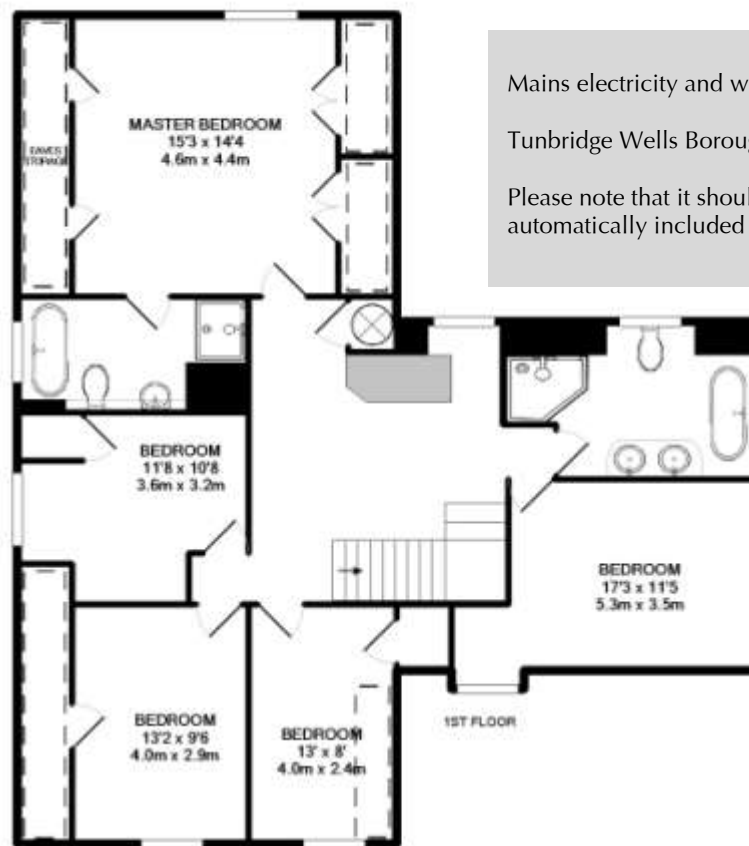 Mains electricity and w
Tunbridge Wells Boroug
Please note that it shoul
automatically included
MASTER BEDROOM
15'3 x 14'4
4.6m x 4.4m
EAVES
STORAGE
BEDROOM
11'8 x 10'8
3.6m x 3.2m
BEDROOM
17'3 x 11'5
5.3m x 3.5m
BEDROOM
13'2 x 9'6
4.0m x 2.9m
BEDROOM
13' x 8'
4.0m x 2.4m
1ST FLOOR